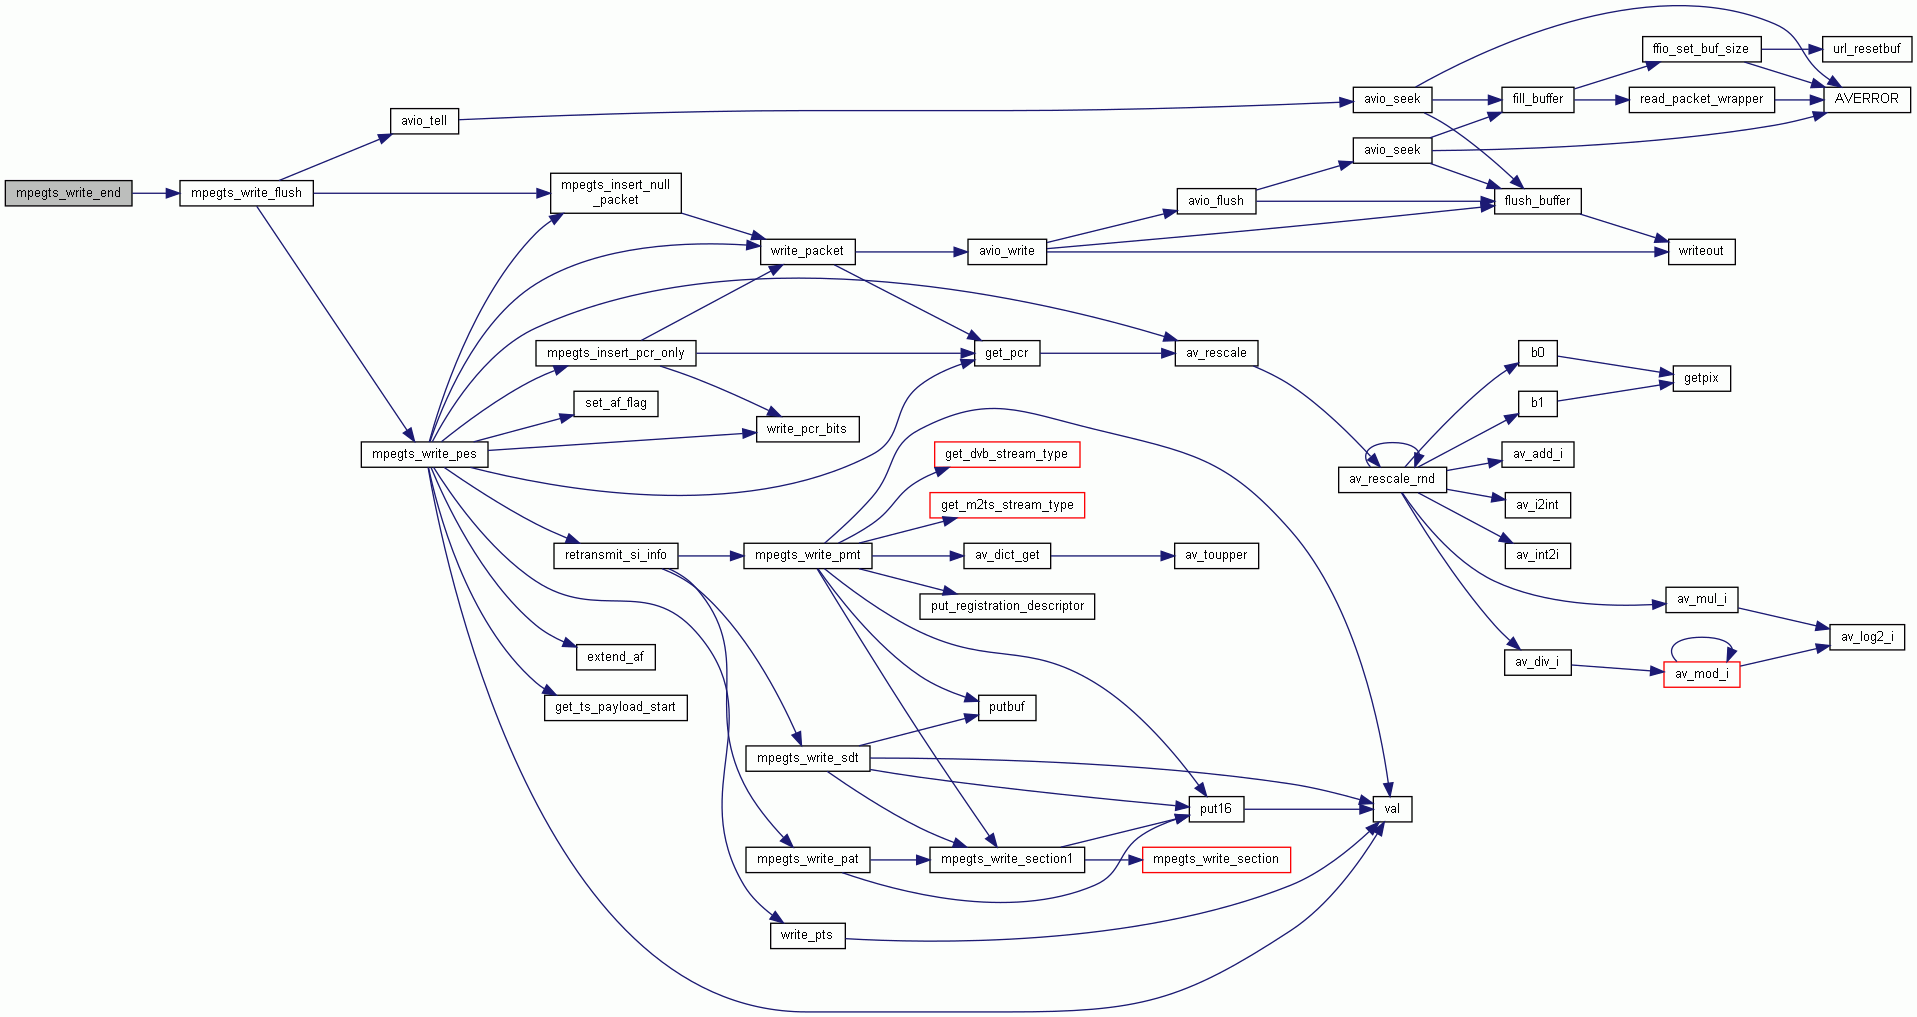 mpegts_write_end
mpegts_write_flush
avio_tell
mpegts_insert_null
_packet
mpegts_write_pes
mpegts_insert_pcr_only
set_af_flag
retransmit_si_info
extend_af
get_ts_payload_start
write_packet
write_pcr_bits
mpegts_write_pmt
mpegts_write_sdt
mpegts_write_pat
write_pts
avio_write
get_pcr
get_dvb_stream_type
get_m2ts_stream_type
av_dict_get
put_registration_descriptor
putbuf
mpegts_write_section1
avio_flush
av_rescale
av_toupper
put16
mpegts_write_section
avio_seek
avio_seek
av_rescale_rnd
val
fill_buffer
flush_buffer
b0
b1
av_add_i
av_i2int
av_int2i
av_div_i
ffio_set_buf_size
read_packet_wrapper
writeout
getpix
av_mul_i
av_mod_i
url_resetbuf
AVERROR
av_log2_i